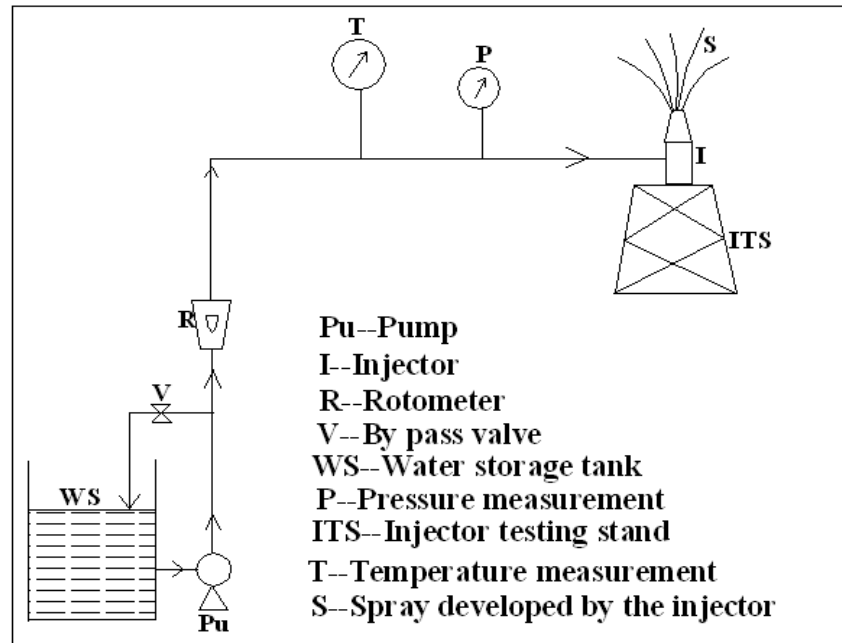 T
P
S
I
ITS
R
V
WS
Pu
Pu--Pump
I--Injector
R--Rotometer
V--By pass valve
WS--Water storage tank
P--Pressure measurement
ITS--Injector testing stand
T--Temperature measurement
S--Spray developed by the injector